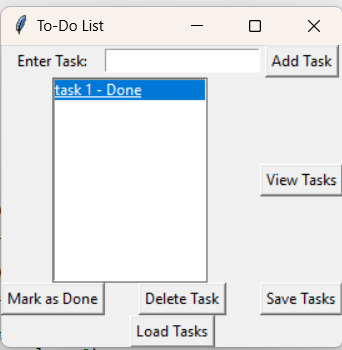 To-Do List
Enter Task: Add Task
task 1 - Done
View Tasks
Mark as Done Delete Task Save Tasks
Load Tasks